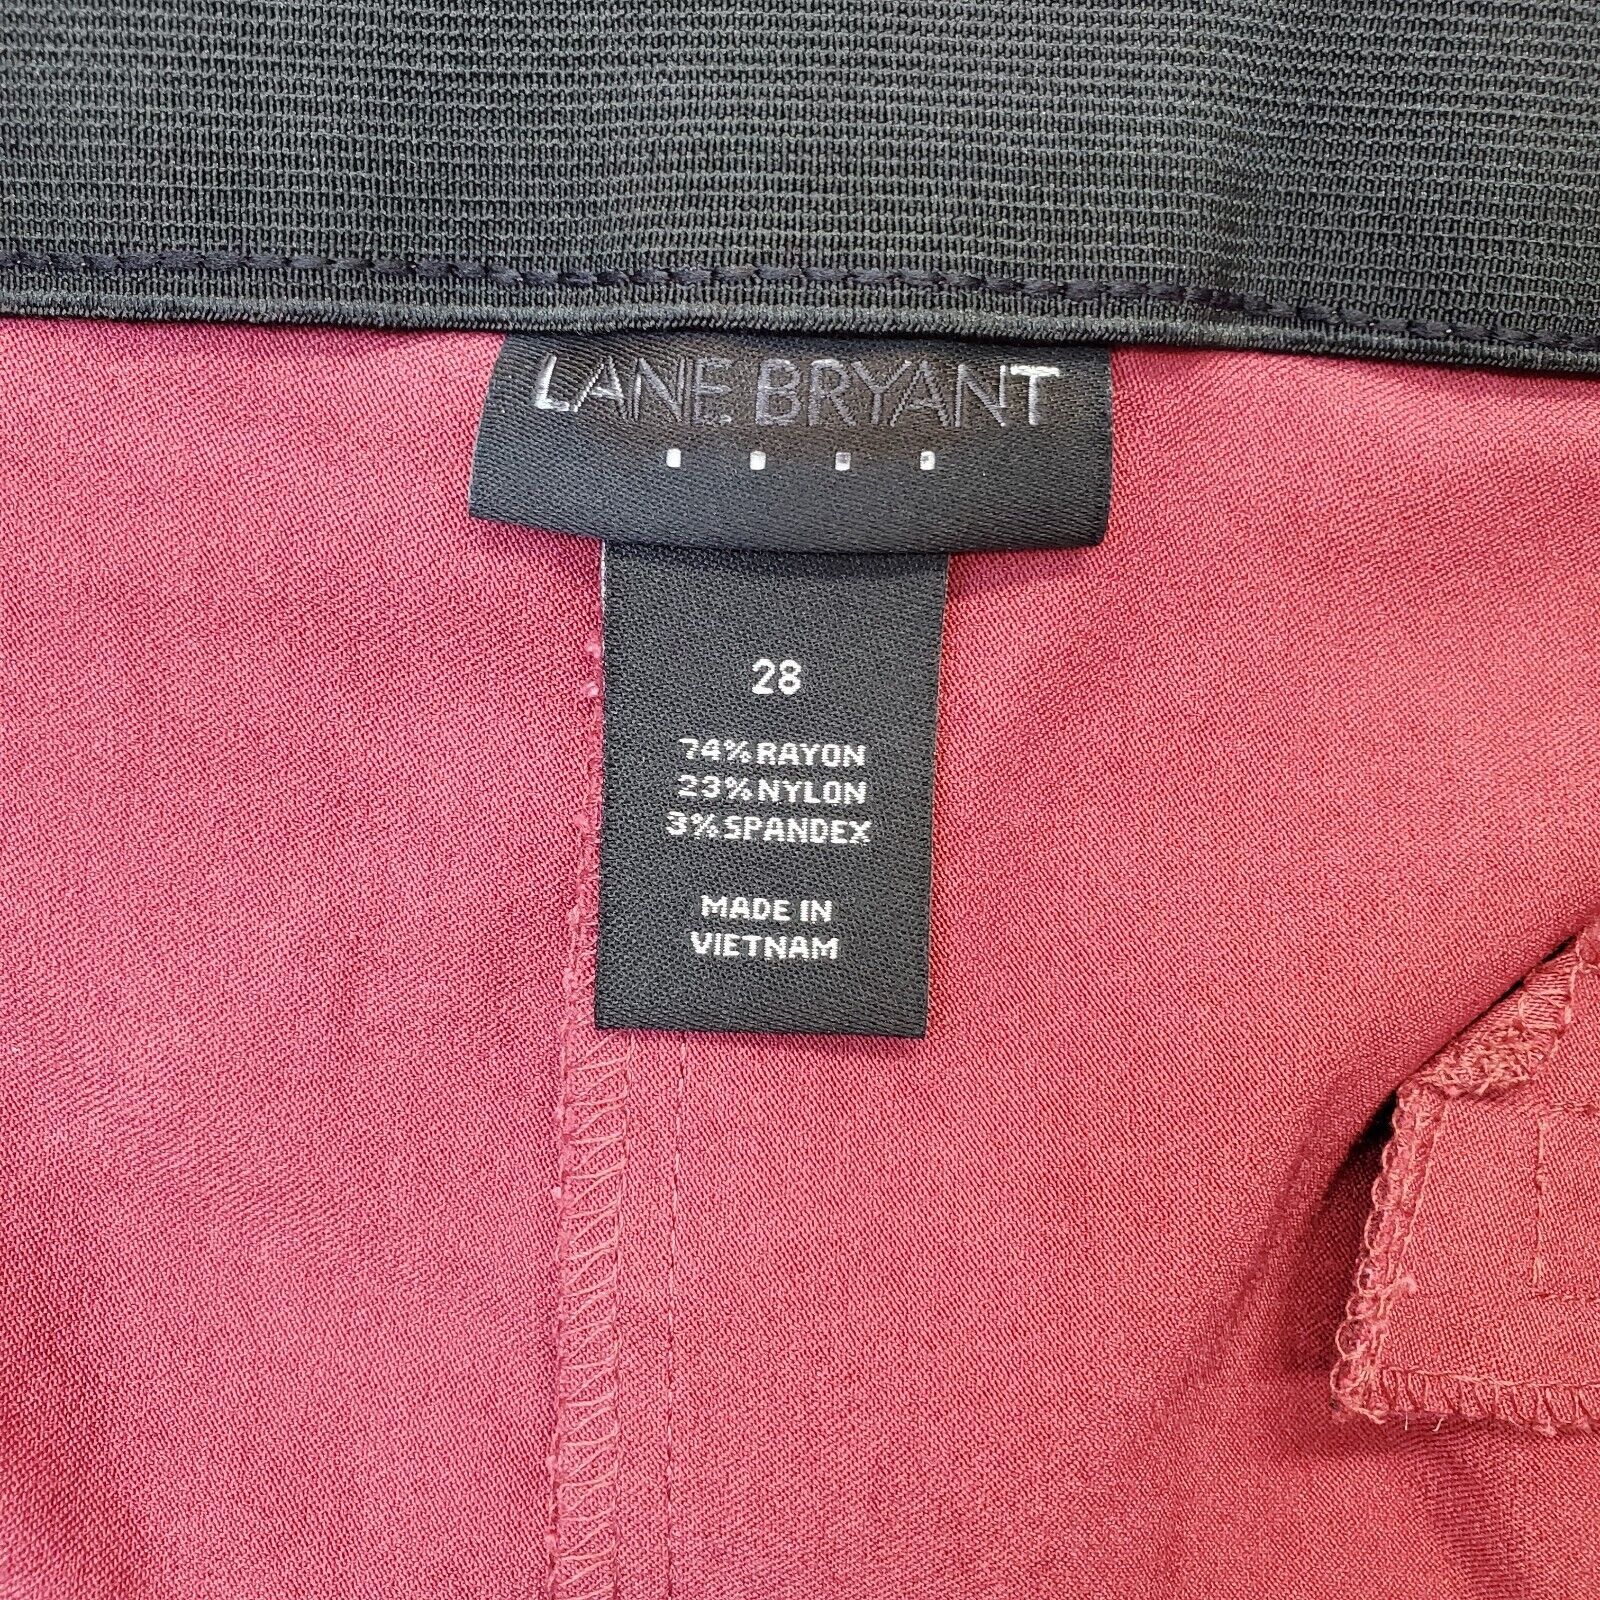 LANE BRYANT
28
74% RAYON
23% NYLON
3% SPANDEX
MADE IN
VIETNAM